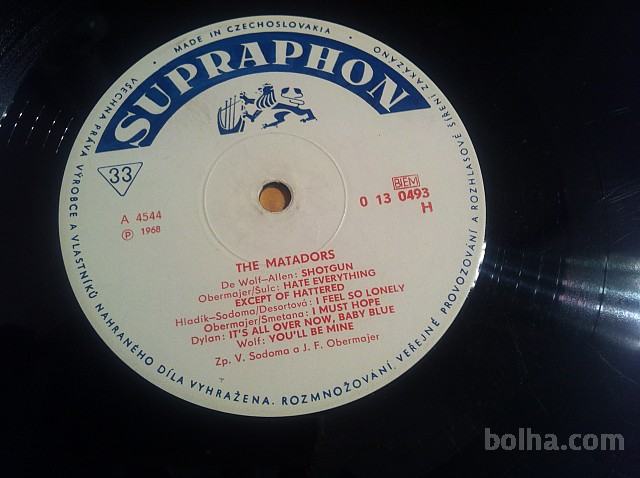 VŠECHNA PRÁVA VÝROBCE A VLASTNÍKŮ NAHRANÉHO DÍLA VYHRAŽENA. ROZMNOŽOVÁNÍ, VEŘEJNÉ PROVOZOVÁNÍ A ROZHLASOVÉ ŠÍŘENÍ ZAKÁZÁNO
• MADE IN CZECHOSLOVAKIA •
SUPRAPHON
33
A 4544
℗ 1968
BIEM
0 13 0493
H
THE MATADORS
De Wolf–Allen: SHOTGUN
Obermajer/Šulc: HATE EVERYTHING
EXCEPT OF HATTERED
Hladík–Sodoma/Desortová: I FEEL SO LONELY
Obermajer/Smetana: I MUST HOPE
Dylan: IT'S ALL OVER NOW, BABY BLUE
Wolf: YOU'LL BE MINE
Zp. V. Sodoma a J. F. Obermajer
bolha.com